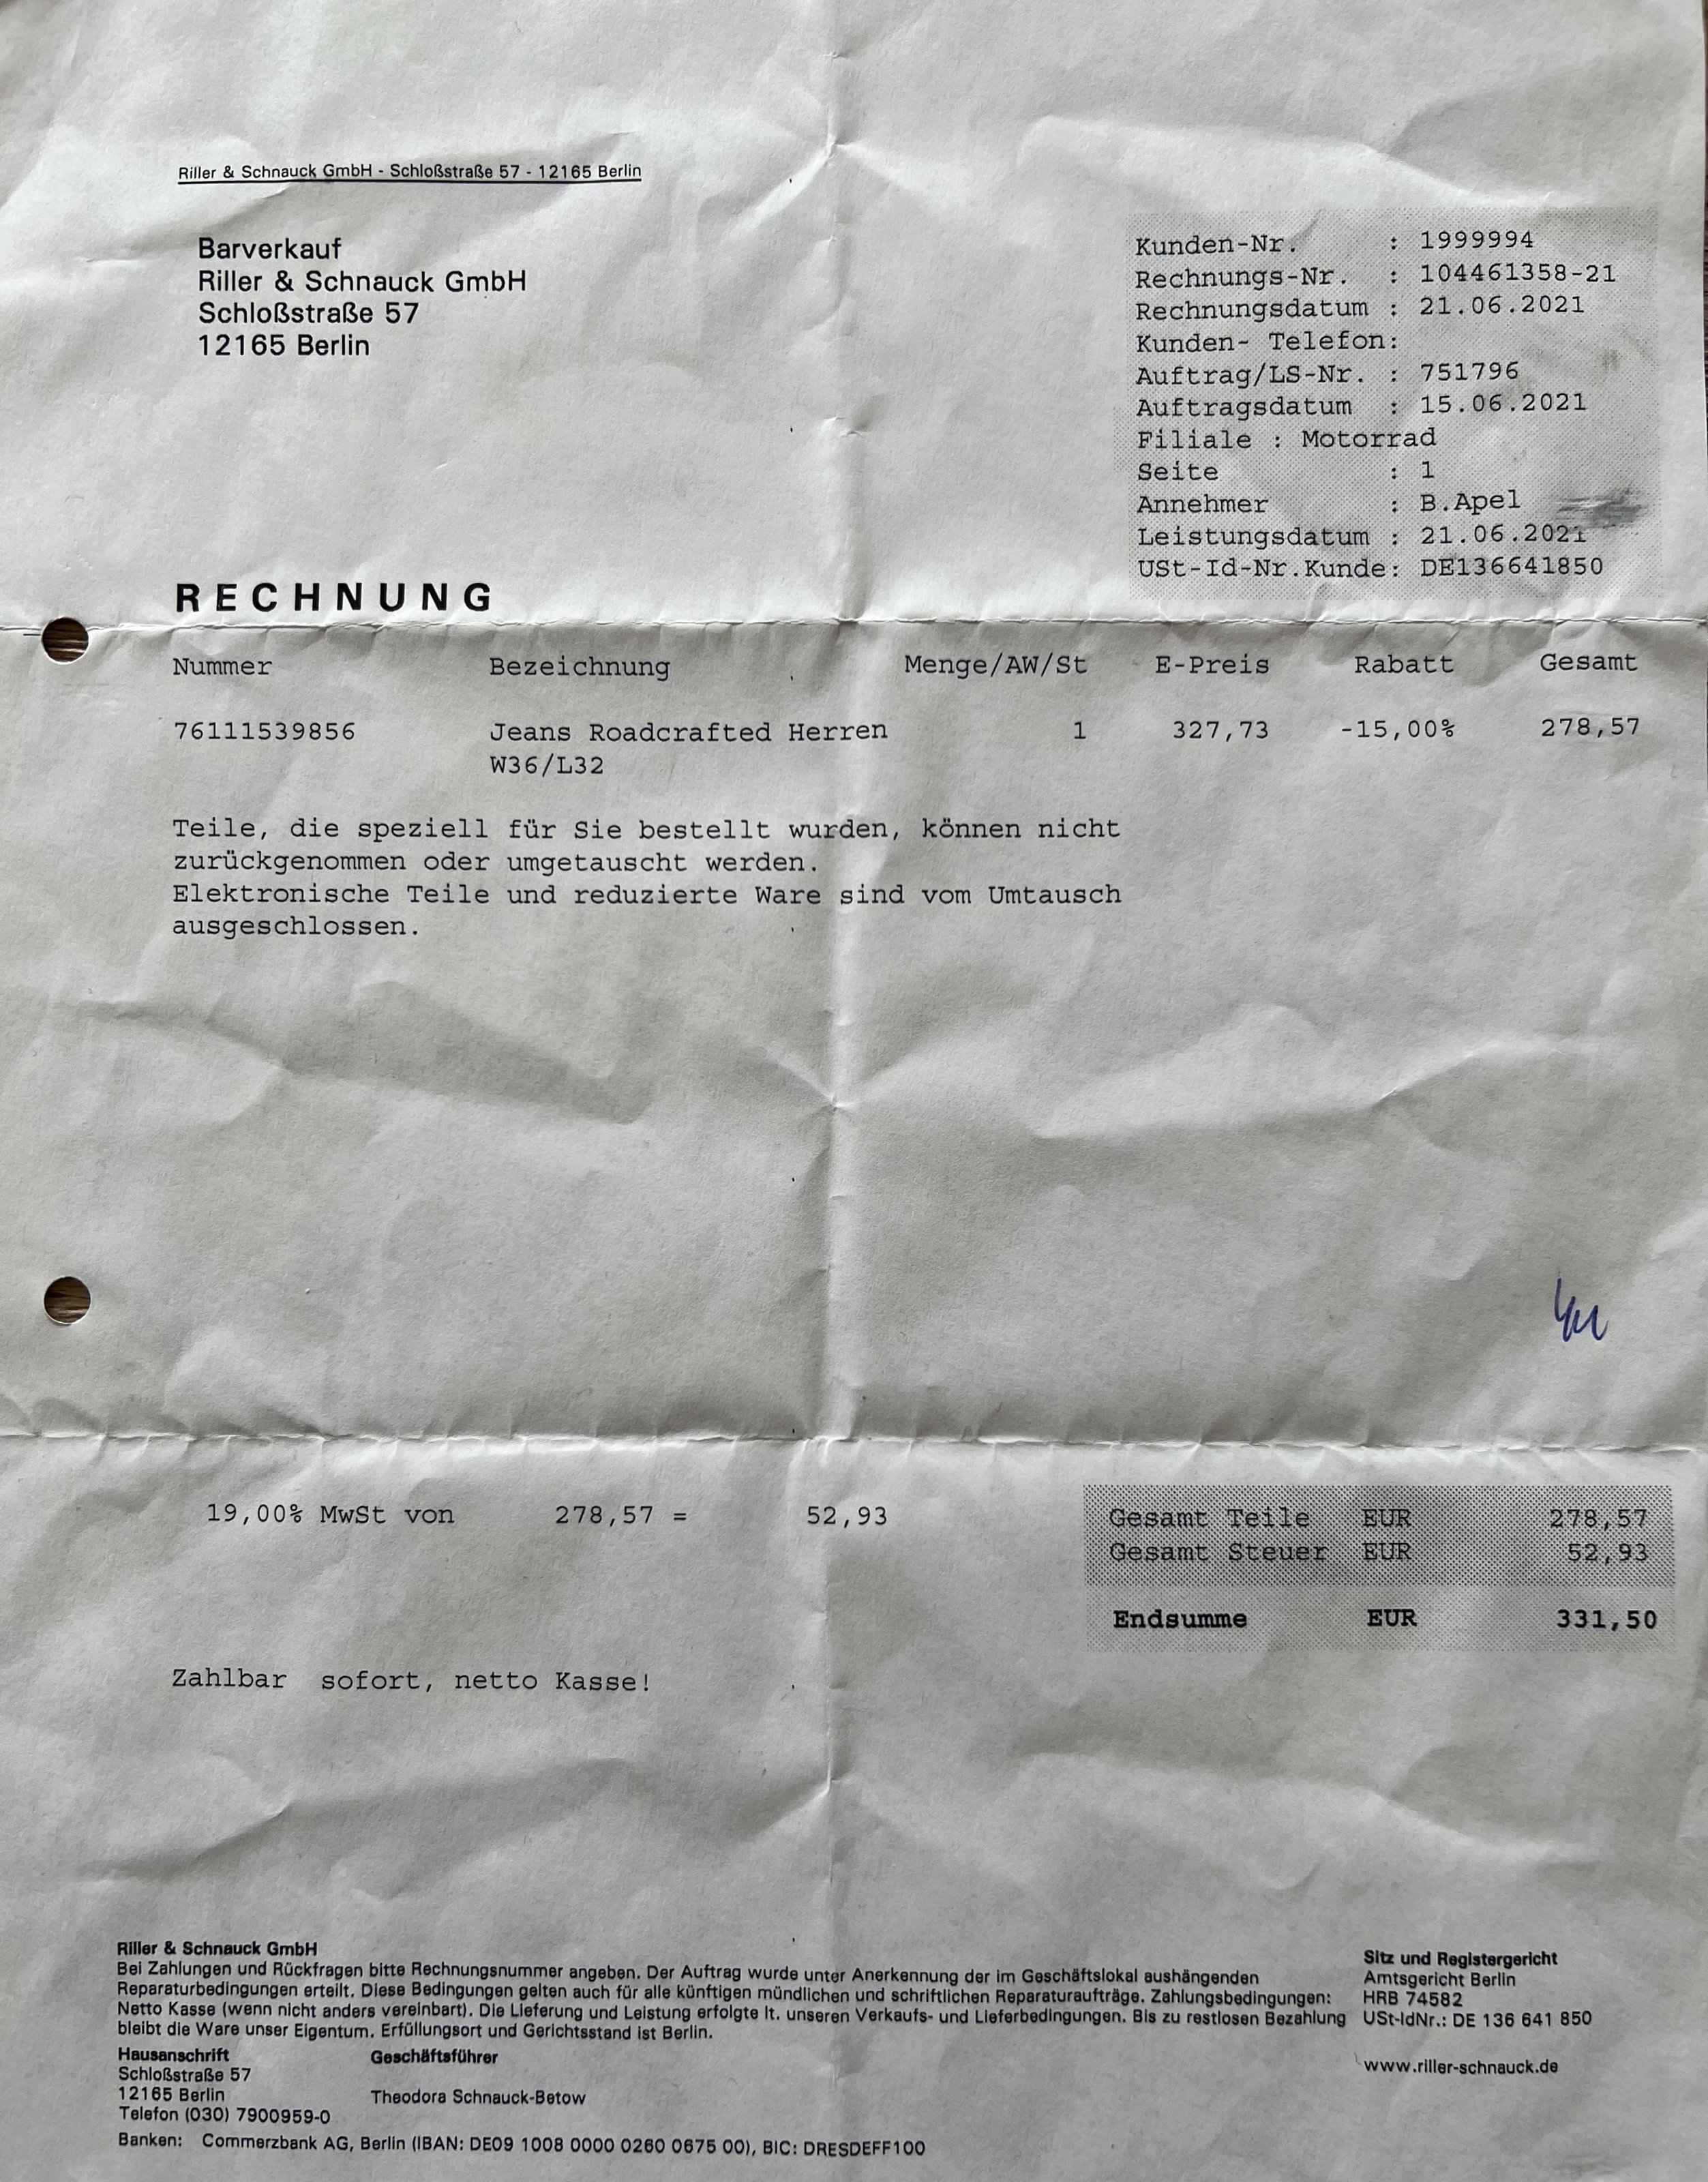 Riller & Schnauck GmbH - Schloßstraße 57 - 12165 Berlin
Barverkauf
Riller & Schnauck GmbH
Schloßstraße 57
12165 Berlin
Kunden-Nr. : 1999994
Rechnungs-Nr. : 104461358-21
Rechnungsdatum : 21.06.2021
Kunden- Telefon:
Auftrag/LS-Nr. : 751796
Auftragsdatum : 15.06.2021
Filiale : Motorrad
Seite : 1
Annehmer : B.Apel
Leistungsdatum : 21.06.2021
USt-Id-Nr.Kunde: DE136641850
RECHNUNG
Nummer Bezeichnung Menge/AW/St E-Preis Rabatt Gesamt
76111539856 Jeans Roadcrafted Herren 1 327,73 -15,00% 278,57
W36/L32
Teile, die speziell für Sie bestellt wurden, können nicht
zurückgenommen oder umgetauscht werden.
Elektronische Teile und reduzierte Ware sind vom Umtausch
ausgeschlossen.
19,00% MwSt von 278,57 = 52,93
Gesamt Teile EUR 278,57
Gesamt Steuer EUR 52,93
Endsumme EUR 331,50
Zahlbar sofort, netto Kasse!
Riller & Schnauck GmbH
Bei Zahlungen und Rückfragen bitte Rechnungsnummer angeben. Der Auftrag wurde unter Anerkennung der im Geschäftslokal aushängenden
Reparaturbedingungen erteilt. Diese Bedingungen gelten auch für alle künftigen mündlichen und schriftlichen Reparaturaufträge. Zahlungsbedingungen:
Netto Kasse (wenn nicht anders vereinbart). Die Lieferung und Leistung erfolgte lt. unseren Verkaufs- und Lieferbedingungen. Bis zu restlosen Bezahlung
bleibt die Ware unser Eigentum. Erfüllungsort und Gerichtsstand ist Berlin.
Sitz und Registergericht
Amtsgericht Berlin
HRB 74582
USt-IdNr.: DE 136 641 850
www.riller-schnauck.de
Hausanschrift
Schloßstraße 57
12165 Berlin
Telefon (030) 7900959-0
Geschäftsführer
Theodora Schnauck-Betow
Banken: Commerzbank AG, Berlin (IBAN: DE09 1008 0000 0260 0675 00), BIC: DRESDEFF100